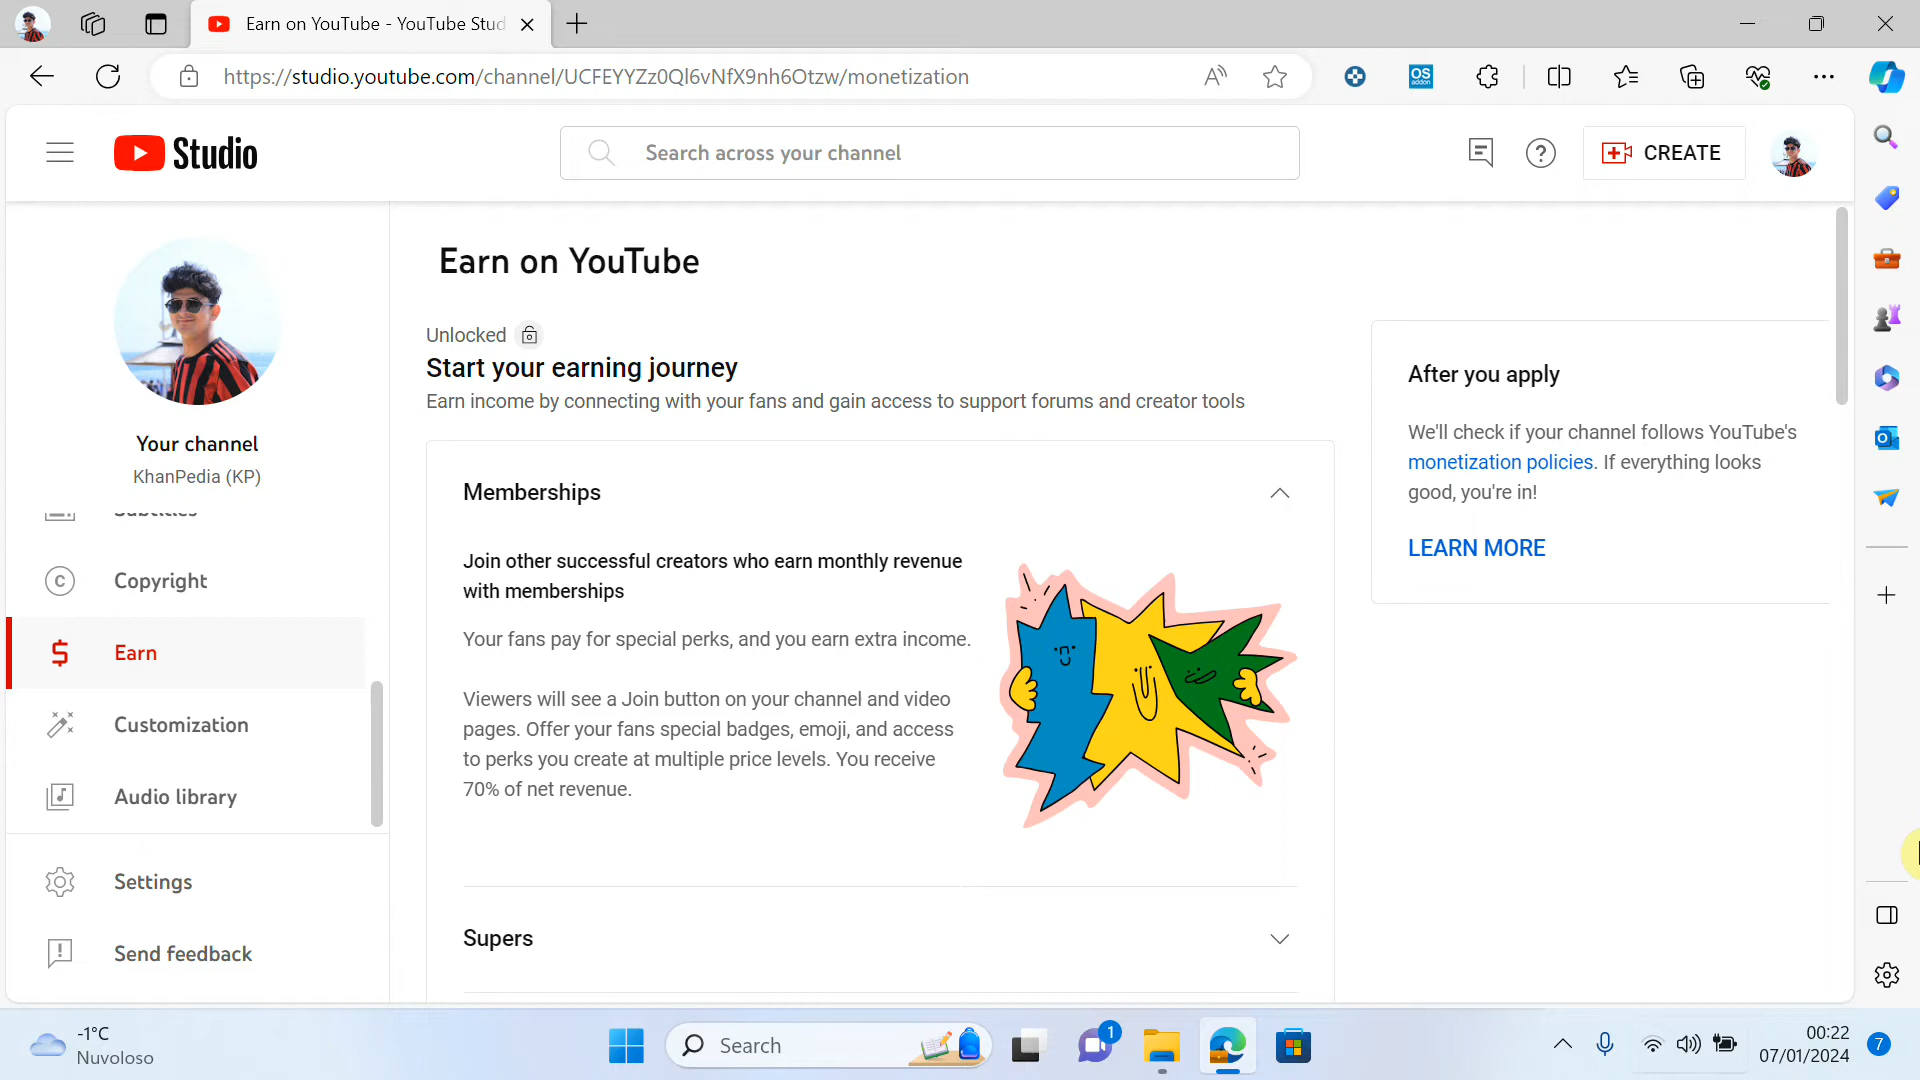 Earn on YouTube - YouTube Stud
https://studio.youtube.com/channel/UCFEYYZz0Ql6vNfX9nh6Otzw/monetization
Studio
Search across your channel
CREATE
Your channel
KhanPedia (KP)
Subtitles
Copyright
Earn
Customization
Audio library
Settings
Send feedback
Earn on YouTube
Unlocked
Start your earning journey
Earn income by connecting with your fans and gain access to support forums and creator tools
Memberships
Join other successful creators who earn monthly revenue
with memberships
Your fans pay for special perks, and you earn extra income.
Viewers will see a Join button on your channel and video
pages. Offer your fans special badges, emoji, and access
to perks you create at multiple price levels. You receive
70% of net revenue.
Supers
After you apply
We'll check if your channel follows YouTube's
monetization policies. If everything looks
good, you're in!
LEARN MORE
OS
addon
-1°C
Nuvoloso
Search
1
00:22
07/01/2024
7